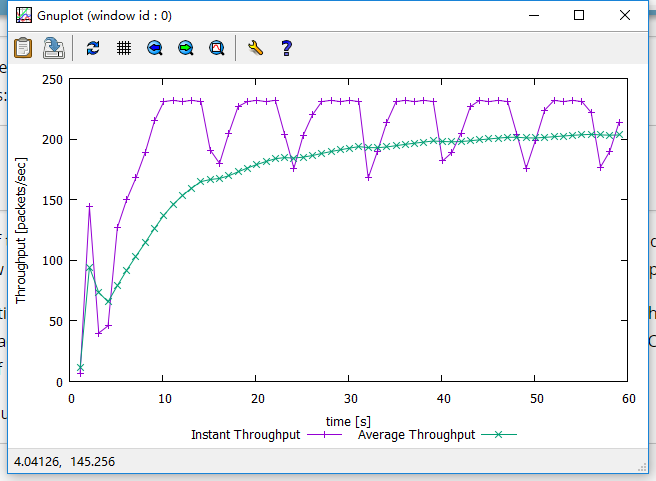 Gnuplot (window id : 0)
250
200
150
100
50
0
Throughput [packets/sec]
0 10 20 30 40 50 60
time [s]
Instant Throughput Average Throughput
4.04126, 145.256